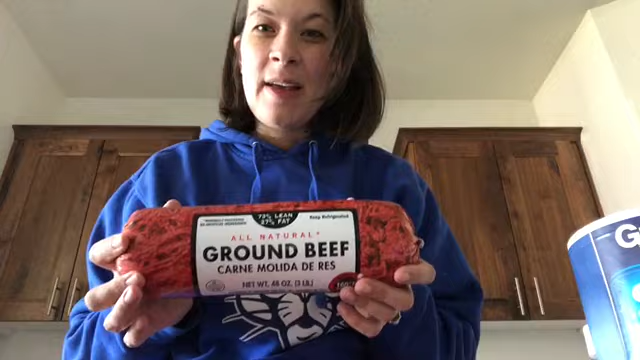 73% LEAN
27% FAT
Keep Refrigerated
ALL NATURAL*
GROUND BEEF
CARNE MOLIDA DE RES
NET WT. 48 OZ. (3 LB.)
100%
G